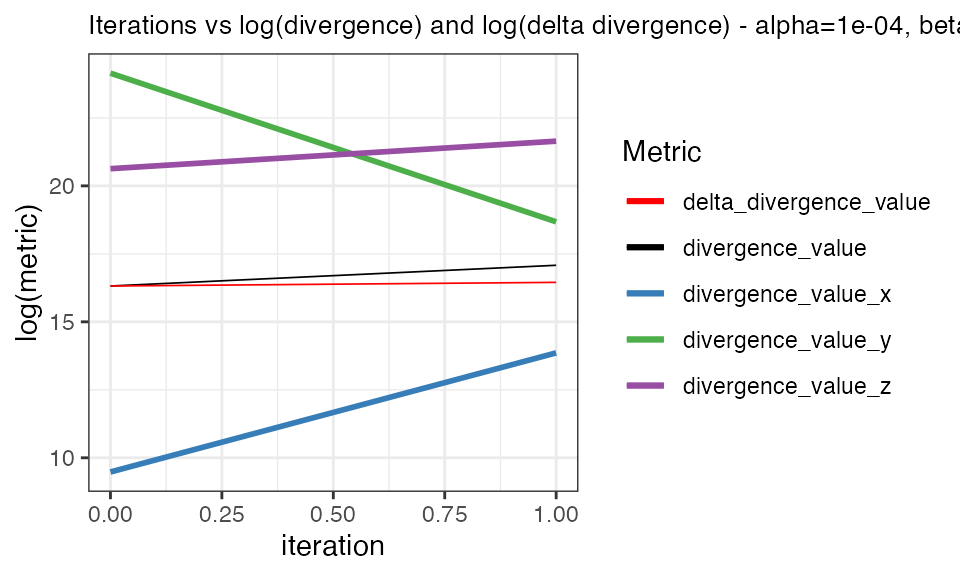 Iterations vs log(divergence) and log(delta divergence) - alpha=1e-04, beta
log(metric)
20
15
10
0.00 0.25 0.50 0.75 1.00
iteration
Metric
delta_divergence_value
divergence_value
divergence_value_x
divergence_value_y
divergence_value_z